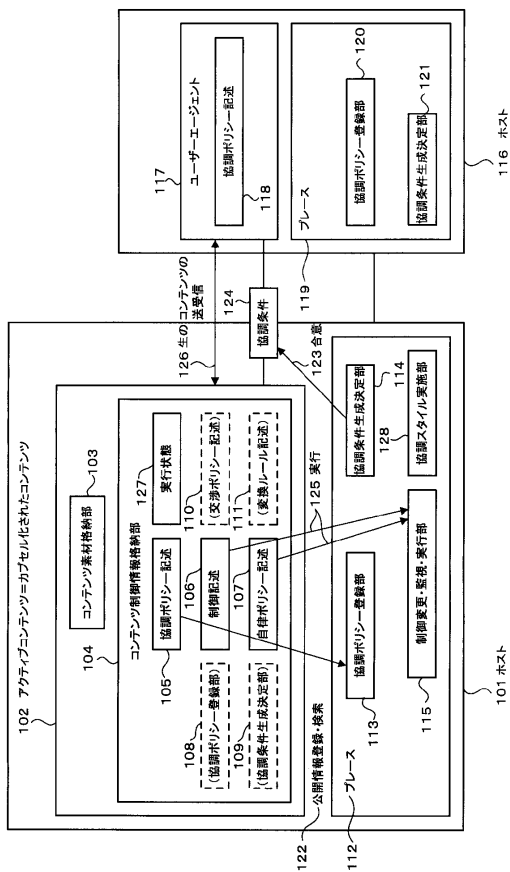 102 アクティブコンテンツ=カプセル化されたコンテンツ
コンテンツ素材格納部
103
104
コンテンツ制御情報格納部
協調ポリシー記述
105
実行状態
127
(協調ポリシー登録部)
108
制御記述
106
(交渉ポリシー記述)
110
(協調条件生成決定部)
109
自律ポリシー記述
107
(変換ルール記述)
111
122 公開情報登録・検索
125 実行
112 プレース
協調ポリシー登録部
113
協調条件生成決定部
114
制御変更・監視・実行部
115
協調スタイル実施部
128
101 ホスト
126 生のコンテンツの
送受信
124
協調条件
123 合意
117
ユーザーエージェント
協調ポリシー記述
118
119
プレース
協調ポリシー登録部
120
協調条件生成決定部
121
116 ホスト